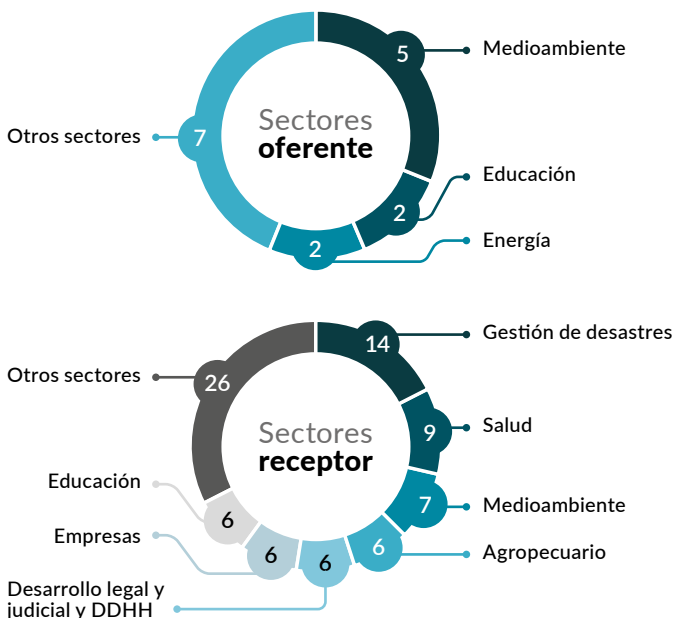 5
Medioambiente
Sectores
oferente
Otros sectores
7
Educación
2
Energía
2
14
Gestión de desastres
Otros sectores
26
Sectores
receptor
9
Salud
Educación
6
7
Medioambiente
Empresas
6
6
6
Agropecuario
Desarrollo legal y
judicial y DDHH